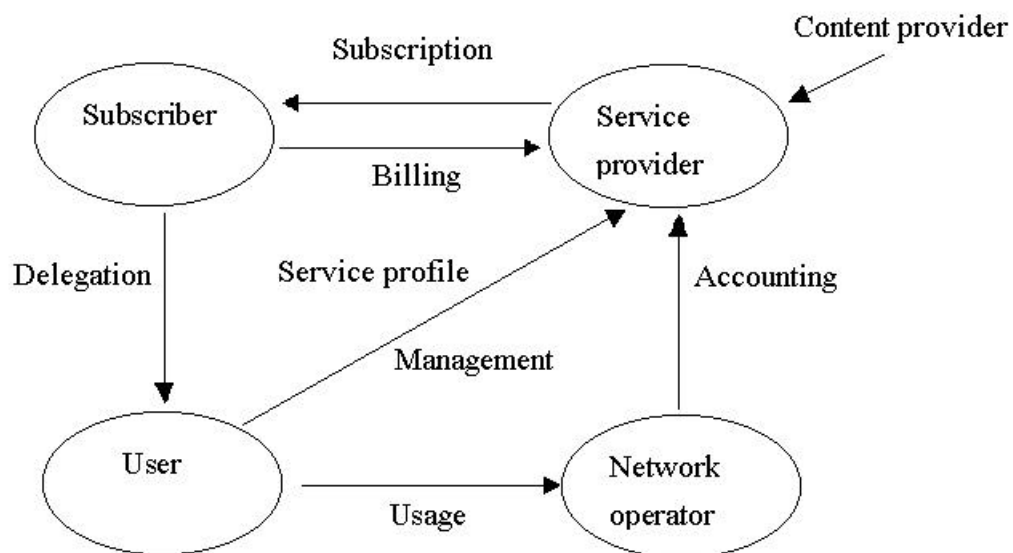 Content provider
Subscription
Subscriber
Service
provider
Billing
Delegation
Service profile
Accounting
Management
User
Network
operator
Usage